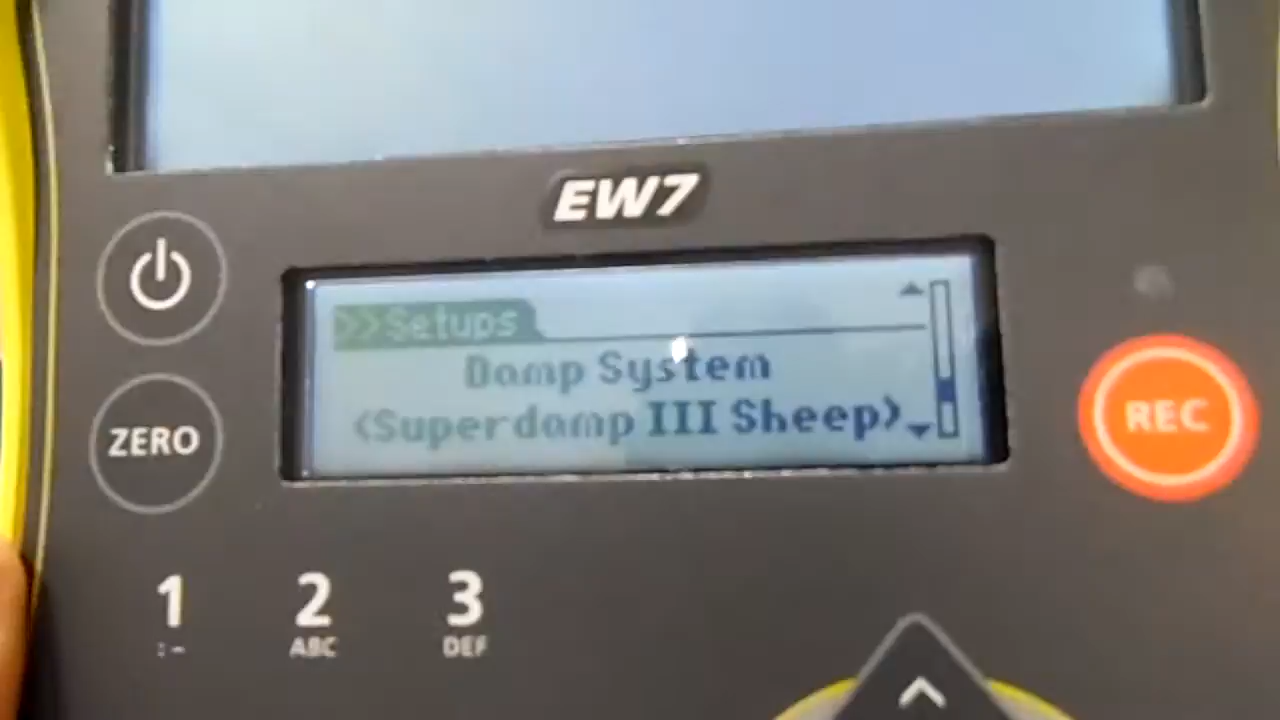 EW7
>>Setups
Damp System
<Superdamp III Sheep>
ZERO
REC
1 2 3
:- ABC DEF